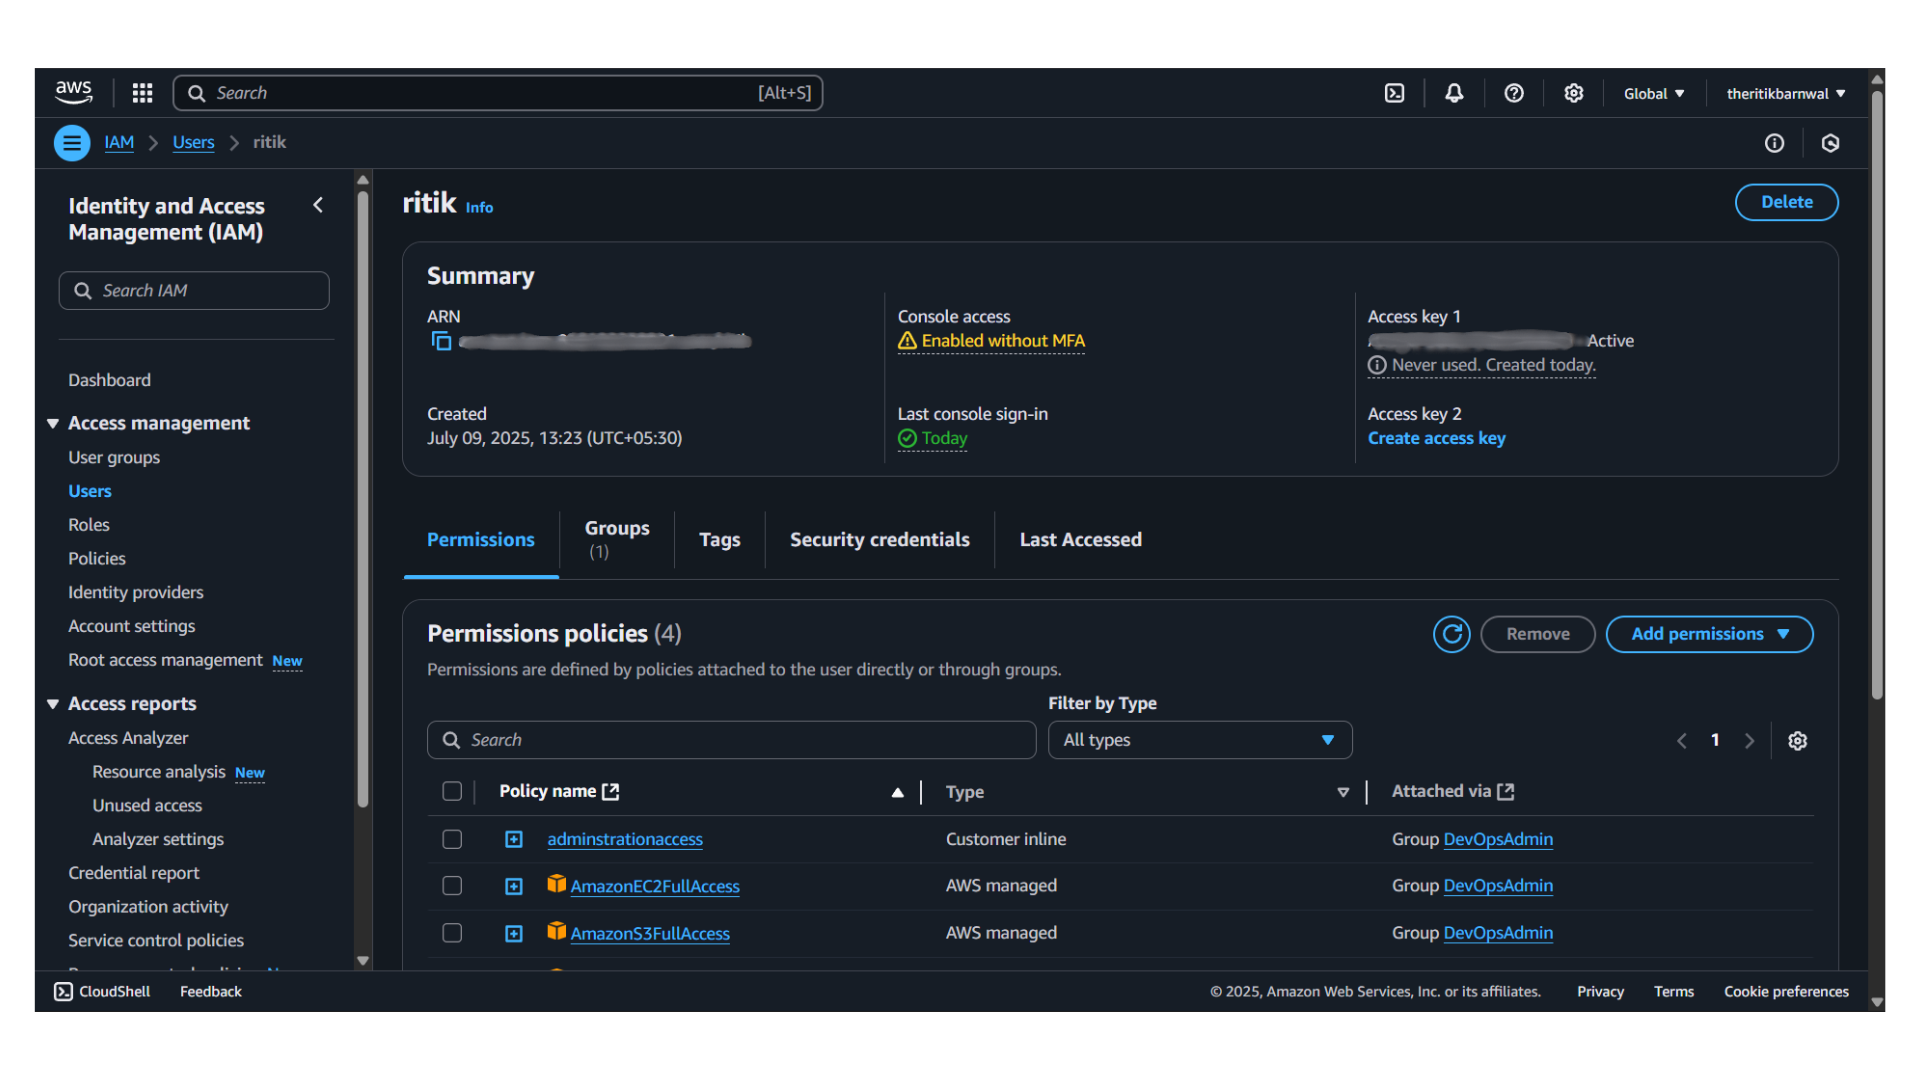 aws
Search
[Alt+S]
Global
theritikbarnwal
IAM
Users
ritik
Identity and Access
Management (IAM)
Search IAM
Dashboard
Access management
User groups
Users
Roles
Policies
Identity providers
Account settings
Root access management New
Access reports
Access Analyzer
Resource analysis New
Unused access
Analyzer settings
Credential report
Organization activity
Service control policies
ritik Info
Delete
Summary
ARN
Created
July 09, 2025, 13:23 (UTC+05:30)
Console access
Enabled without MFA
Last console sign-in
Today
Access key 1
Active
Never used. Created today.
Access key 2
Create access key
Permissions
Groups
(1)
Tags
Security credentials
Last Accessed
Permissions policies (4)
Remove
Add permissions
Permissions are defined by policies attached to the user directly or through groups.
Filter by Type
Search
All types
1
Policy name
Type
Attached via
adminstrationaccess
Customer inline
Group DevOpsAdmin
AmazonEC2FullAccess
AWS managed
Group DevOpsAdmin
AmazonS3FullAccess
AWS managed
Group DevOpsAdmin
CloudShell
Feedback
© 2025, Amazon Web Services, Inc. or its affiliates.
Privacy
Terms
Cookie preferences